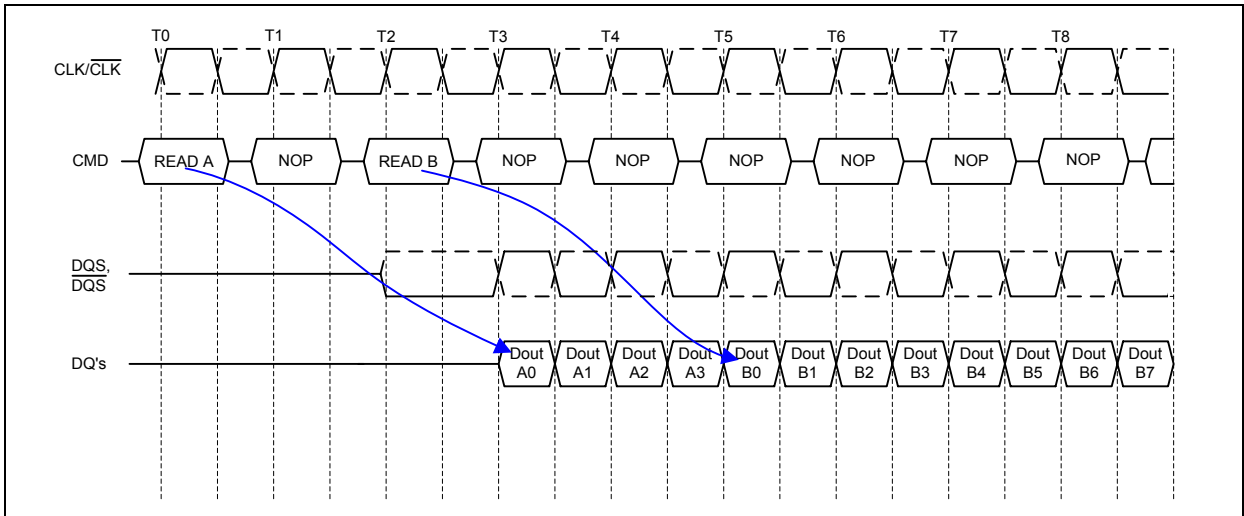 T0 T1 T2 T3 T4 T5 T6 T7 T8
CLK/CLK
CMD READ A NOP READ B NOP NOP NOP NOP NOP NOP
DQS,
DQS
DQ's
Dout Dout Dout Dout Dout Dout Dout Dout Dout Dout Dout Dout
A0 A1 A2 A3 B0 B1 B2 B3 B4 B5 B6 B7